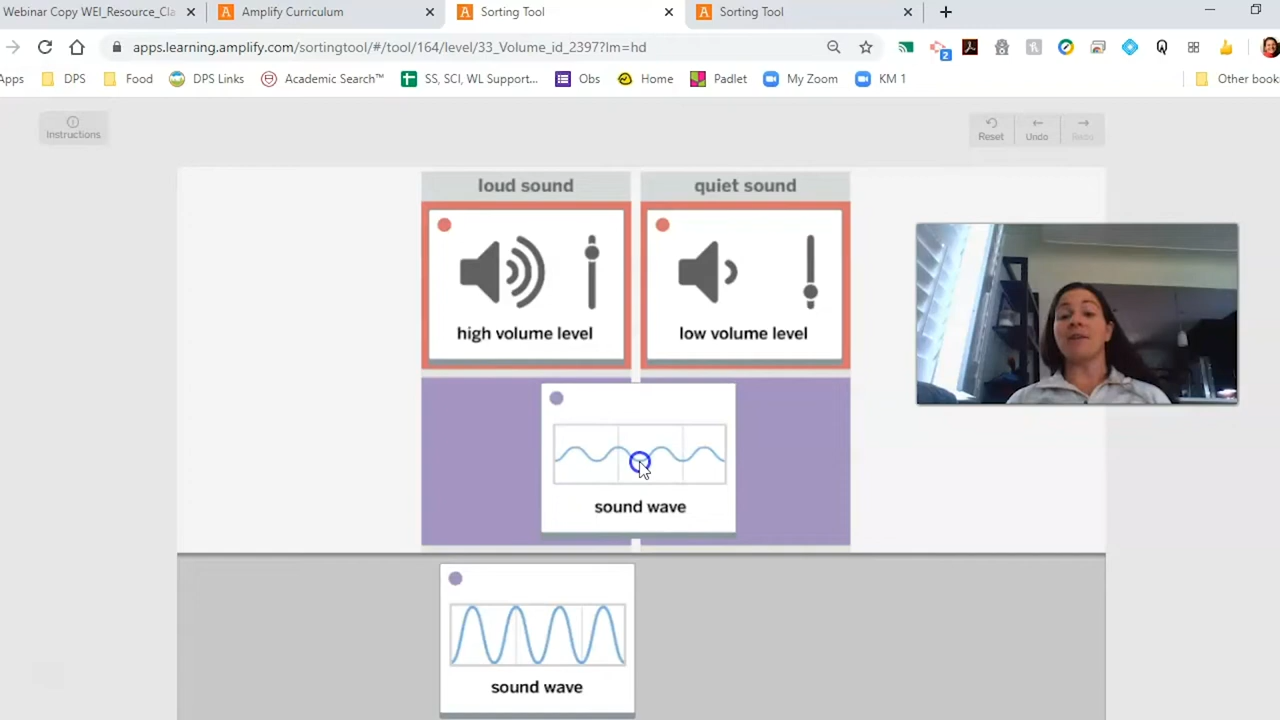 Webinar Copy WEI_Resource_Cla
Amplify Curriculum
Sorting Tool
Sorting Tool
apps.learning.amplify.com/sortingtool/#/tool/164/level/33_Volume_id_2397?lm=hd
2
Apps
DPS
Food
DPS Links
Academic Search™
SS, SCI, WL Support...
Obs
Home
Padlet
My Zoom
KM 1
Other book
Instructions
Reset
Undo
Redo
loud sound
quiet sound
high volume level
low volume level
sound wave
sound wave